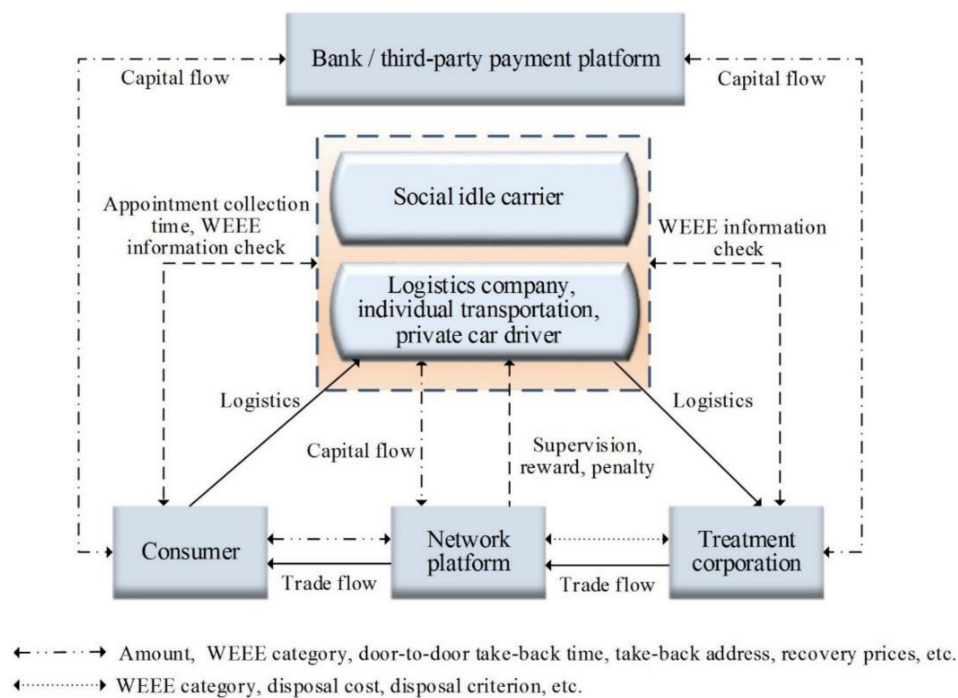 Bank / third-party payment platform
Capital flow
Capital flow
Social idle carrier
Appointment collection
time, WEEE
information check
WEEE information
check
Logistics company,
individual transportation,
private car driver
Logistics
Logistics
Capital flow
Supervision,
reward, penalty
Consumer
Network
platform
Treatment
corporation
Trade flow
Trade flow
Amount, WEEE category, door-to-door take-back time, take-back address, recovery prices, etc.
WEEE category, disposal cost, disposal criterion, etc.